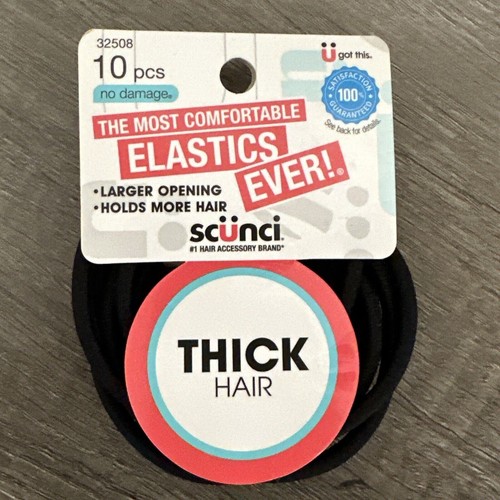 32508
10 pcs
no damage®
Ü got this.
SATISFACTION
100%
GUARANTEED
See back for details.
THE MOST COMFORTABLE
ELASTICS
EVER!®
•LARGER OPENING
•HOLDS MORE HAIR
scünci®
#1 HAIR ACCESSORY BRAND*
THICK
HAIR